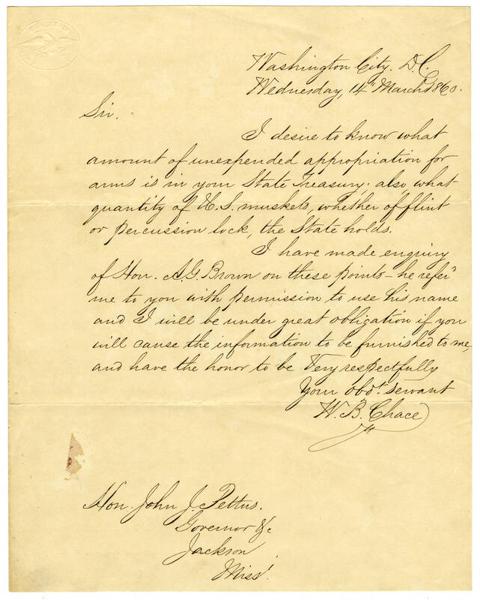 Washington City. D.C.
Wednesday, 14th March 1860.
Sir.
I desire to know what
amount of unexpended appropriation for
arms is in your State Treasury; also, what
quantity of U.S. muskets, whether of flint
or percussion lock, the State holds.
I have made enquiry
of Hon. A.G. Brown on these points – he refer'd
me to you with permission to use his name
and I will be under great obligation if you
will cause the information to be furnished to me,
and have the honor to be Very respectfully
Your obdt. servant
W. B. Chace
Hon. John J. Pettus.
Governor &c
Jackson
Miss.